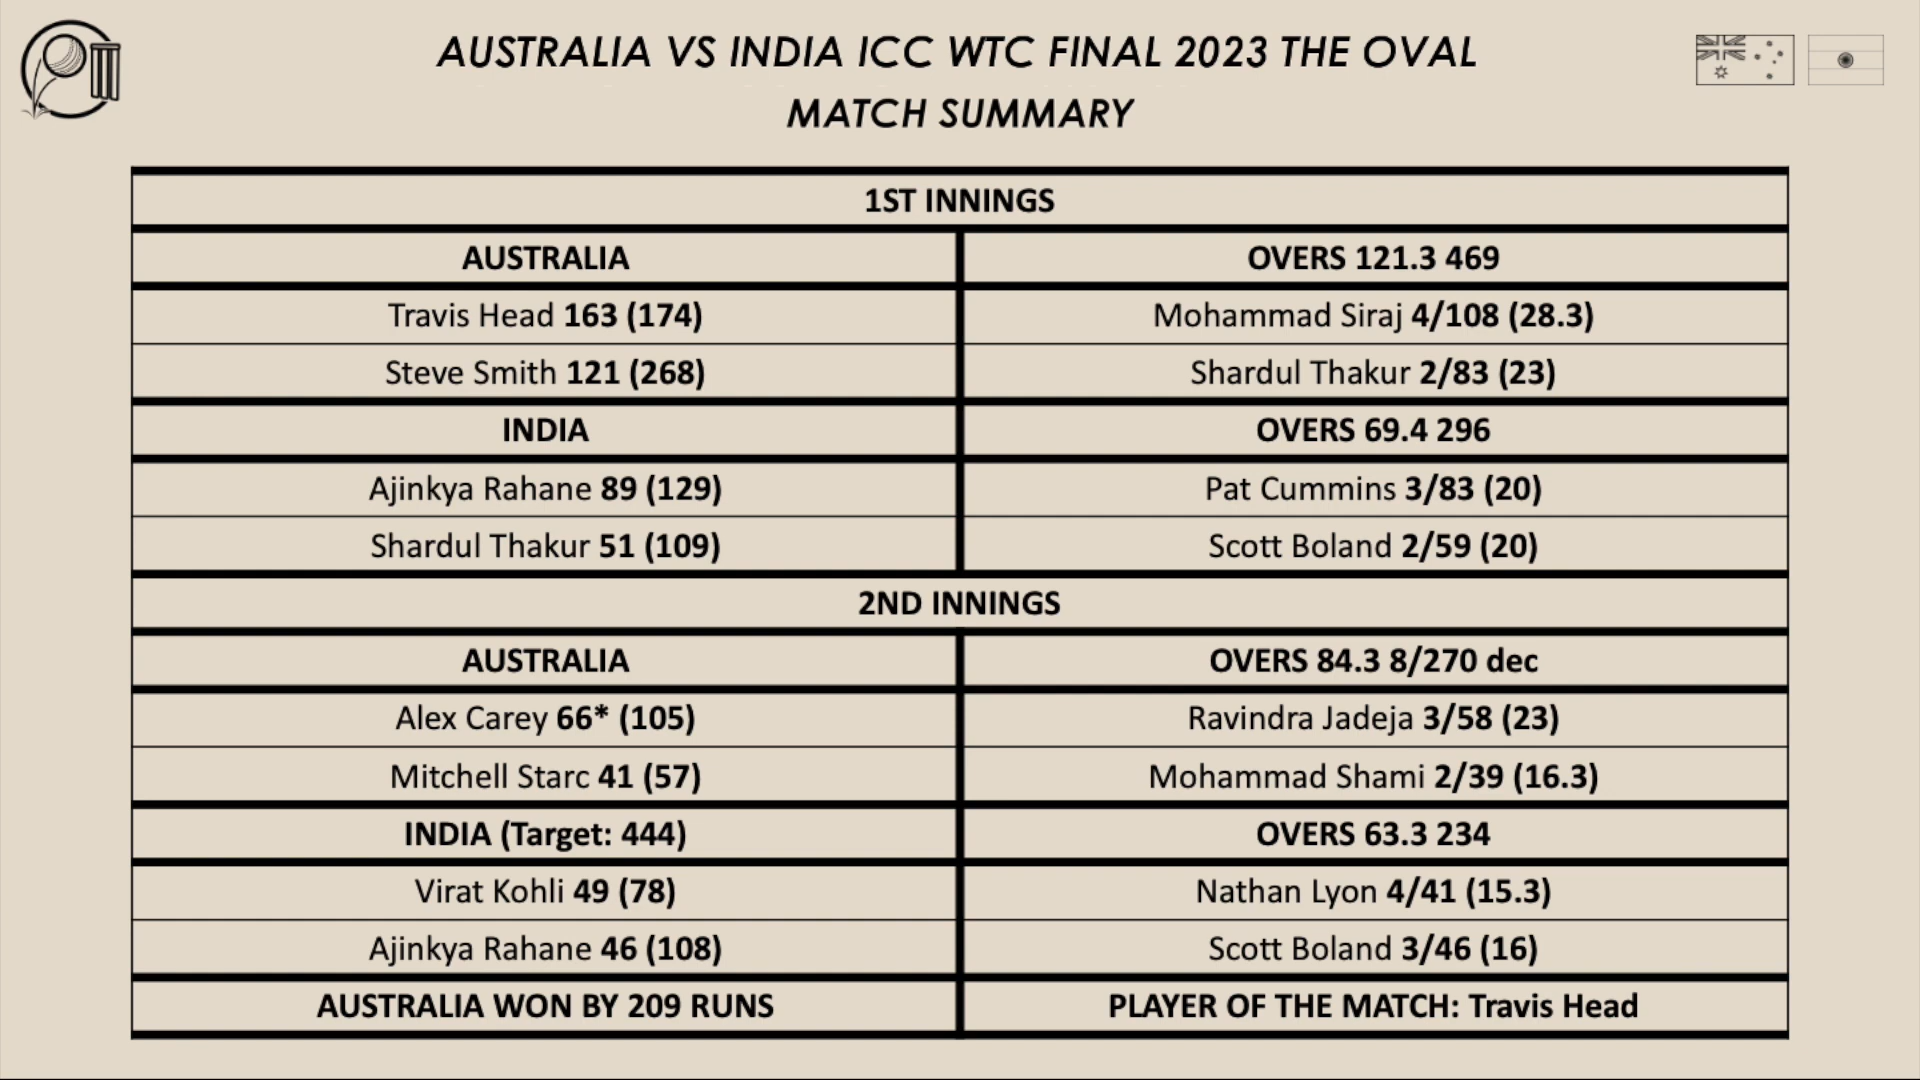 AUSTRALIA VS INDIA ICC WTC FINAL 2023 THE OVAL
MATCH SUMMARY
1ST INNINGS
AUSTRALIA OVERS 121.3 469
Travis Head 163 (174) Mohammad Siraj 4/108 (28.3)
Steve Smith 121 (268) Shardul Thakur 2/83 (23)
INDIA OVERS 69.4 296
Ajinkya Rahane 89 (129) Pat Cummins 3/83 (20)
Shardul Thakur 51 (109) Scott Boland 2/59 (20)
2ND INNINGS
AUSTRALIA OVERS 84.3 8/270 dec
Alex Carey 66* (105) Ravindra Jadeja 3/58 (23)
Mitchell Starc 41 (57) Mohammad Shami 2/39 (16.3)
INDIA (Target: 444) OVERS 63.3 234
Virat Kohli 49 (78) Nathan Lyon 4/41 (15.3)
Ajinkya Rahane 46 (108) Scott Boland 3/46 (16)
AUSTRALIA WON BY 209 RUNS PLAYER OF THE MATCH: Travis Head